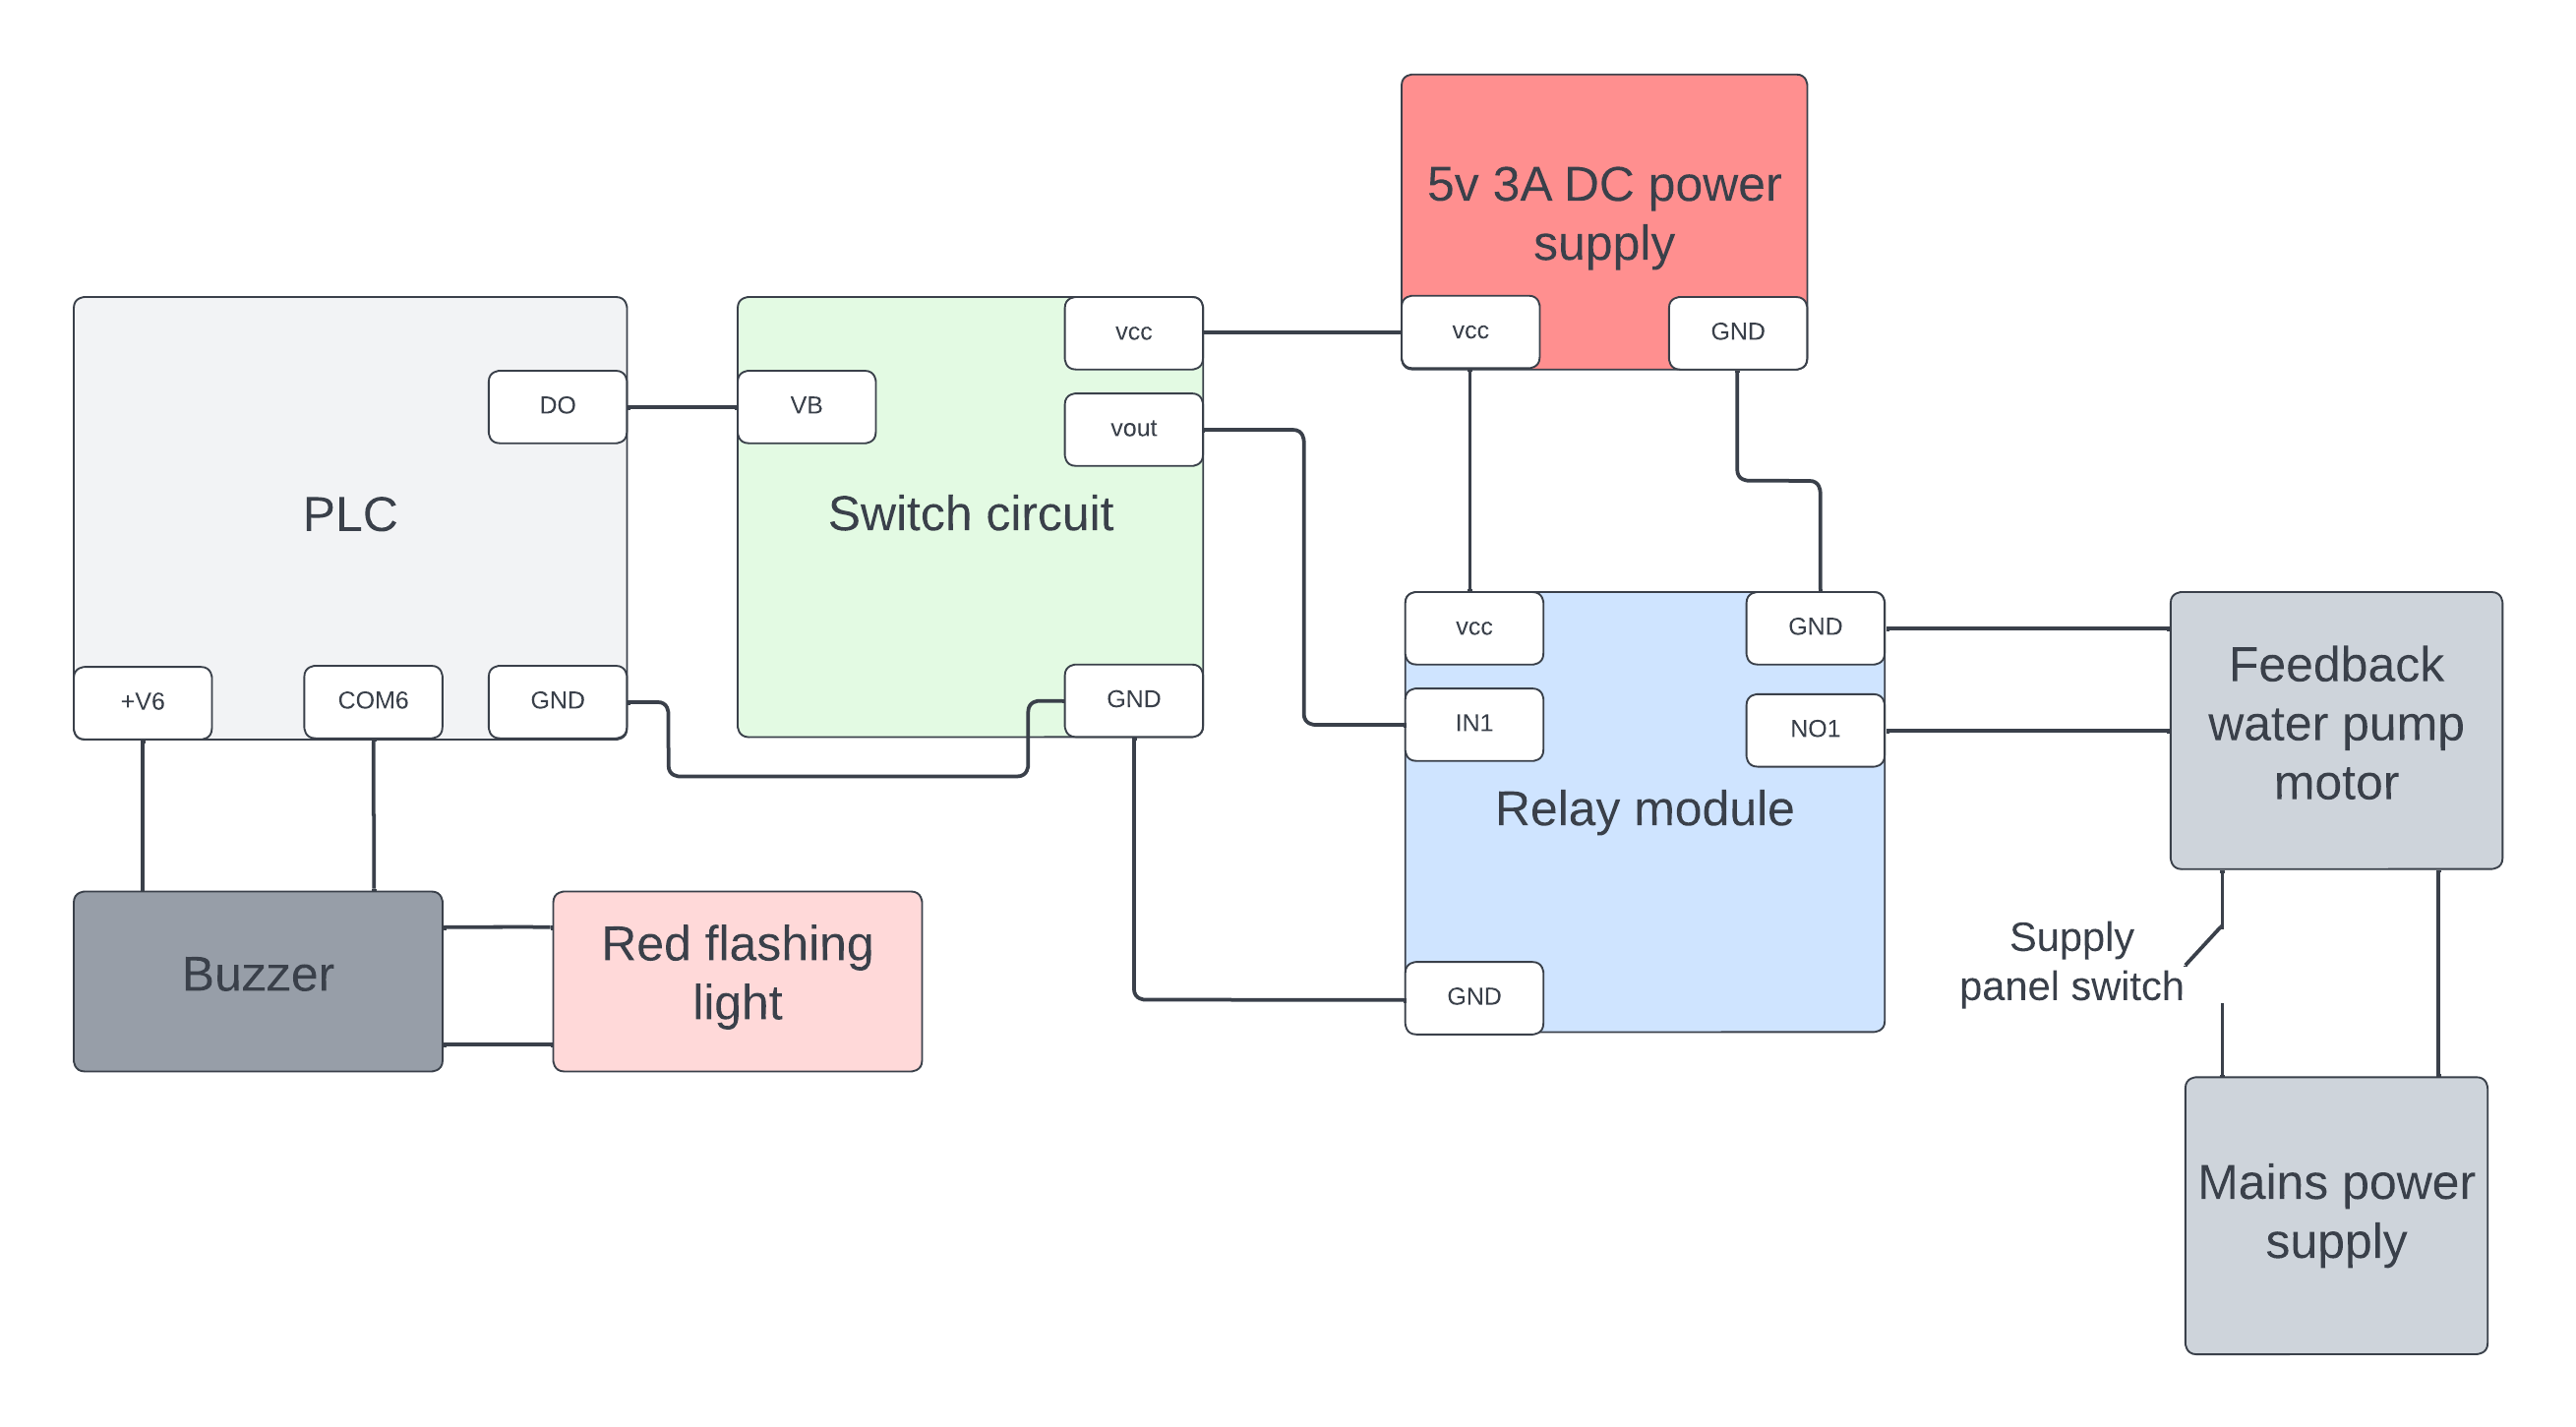 5v 3A DC power
supply
vcc
GND
PLC
DO
+V6
COM6
GND
Switch circuit
VB
vcc
vout
GND
Relay module
vcc
GND
IN1
NO1
GND
Feedback
water pump
motor
Buzzer
Red flashing
light
Supply
panel switch
Mains power
supply